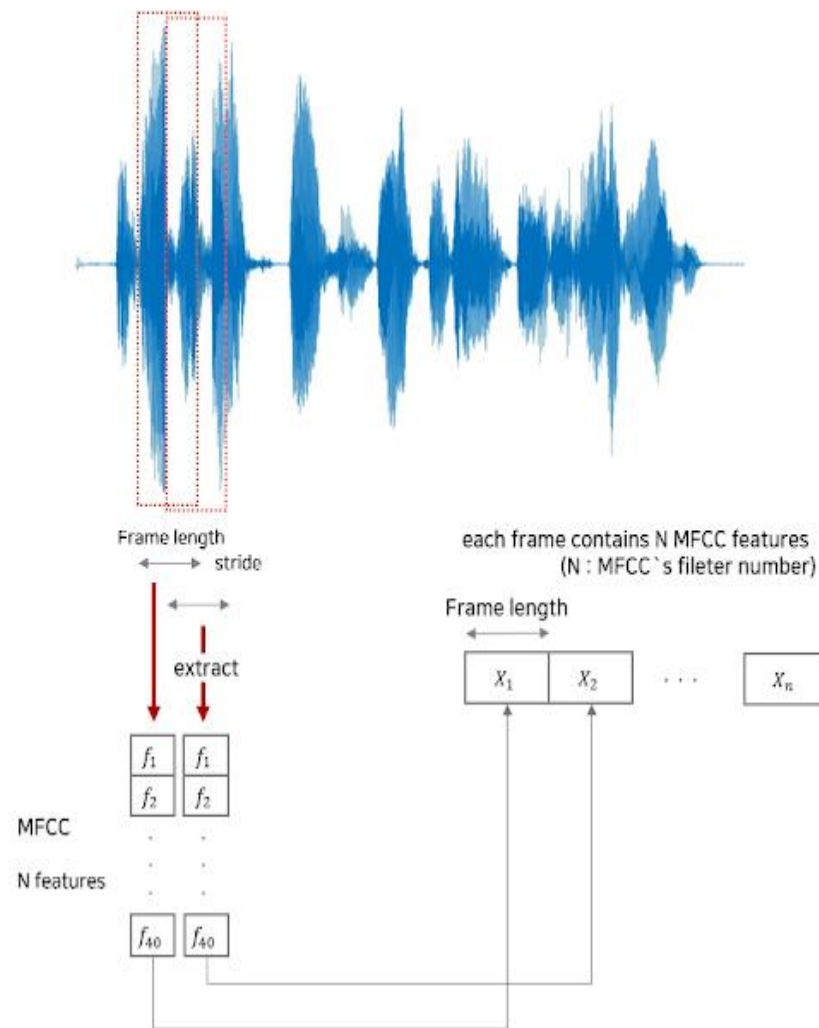 Frame length
stride
extract
f₁ f₁
f₂ f₂
MFCC
N features
f₄₀ f₄₀
each frame contains N MFCC features
(N : MFCC`s fileter number)
Frame length
X₁ X₂ · · · Xₙ